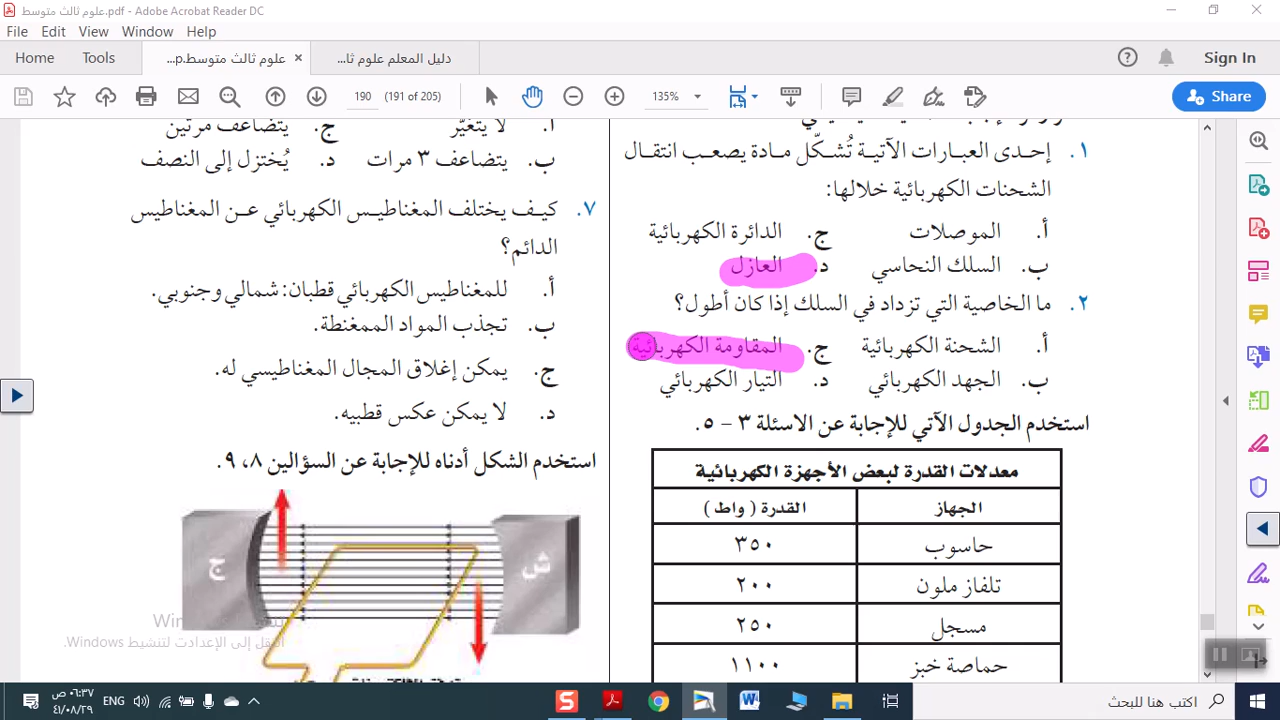 علوم ثالث متوسط.pdf - Adobe Acrobat Reader DC
File Edit View Window Help
Home Tools علوم ثالث متوسط.p... × دليل المعلم علوم ثا... Sign In
190 (191 of 205) 135% Share
١. إحدى العبارات الآتية تُشكّل مادة يصعب انتقال
الشحنات الكهربائية خلالها:
أ. الموصلات ج. الدائرة الكهربائية
ب. السلك النحاسي د. العازل
٢. ما الخاصية التي تزداد في السلك إذا كان أطول؟
أ. الشحنة الكهربائية ج. المقاومة الكهربائية
ب. الجهد الكهربائي د. التيار الكهربائي
استخدم الجدول الآتي للإجابة عن الاسئلة ٣ – ٥.
معدلات القدرة لبعض الأجهزة الكهربائية
الجهاز القدرة ( واط )
حاسوب ٣٥٠
تلفاز ملون ٢٠٠
مسجل ٢٥٠
حماصة خبز ١١٠٠
أ. لا يتغيّر ج. يتضاعف مرتين
ب. يتضاعف ٣ مرات د. يُختزل إلى النصف
٧. كيف يختلف المغناطيس الكهربائي عن المغناطيس
الدائم؟
أ. للمغناطيس الكهربائي قطبان: شمالي وجنوبي.
ب. تجذب المواد الممغنطة.
ج. يمكن إغلاق المجال المغناطيسي له.
د. لا يمكن عكس قطبيه.
استخدم الشكل أدناه للإجابة عن السؤالين ٨، ٩.
ش
ج
انتقل إلى الإعدادات لتنشيط Windows.
اكتب هنا للبحث
ENG
٠٦:٣٧ ص
٤١/٠٨/٢٩